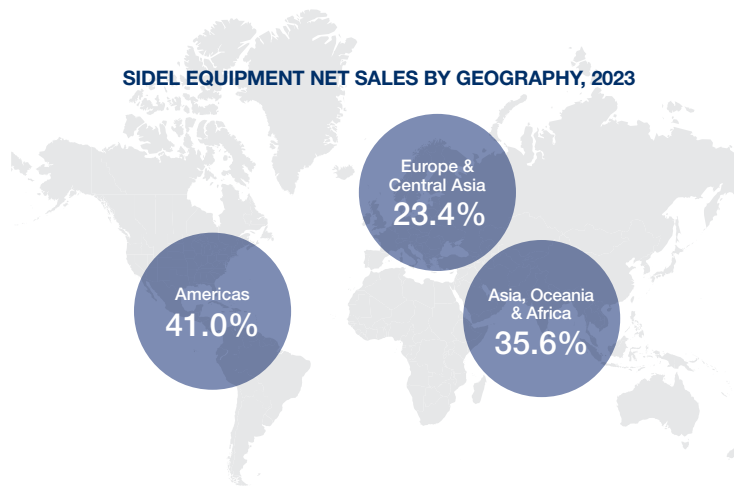 SIDEL EQUIPMENT NET SALES BY GEOGRAPHY, 2023
Europe &
Central Asia
23.4%
Americas
41.0%
Asia, Oceania
& Africa
35.6%